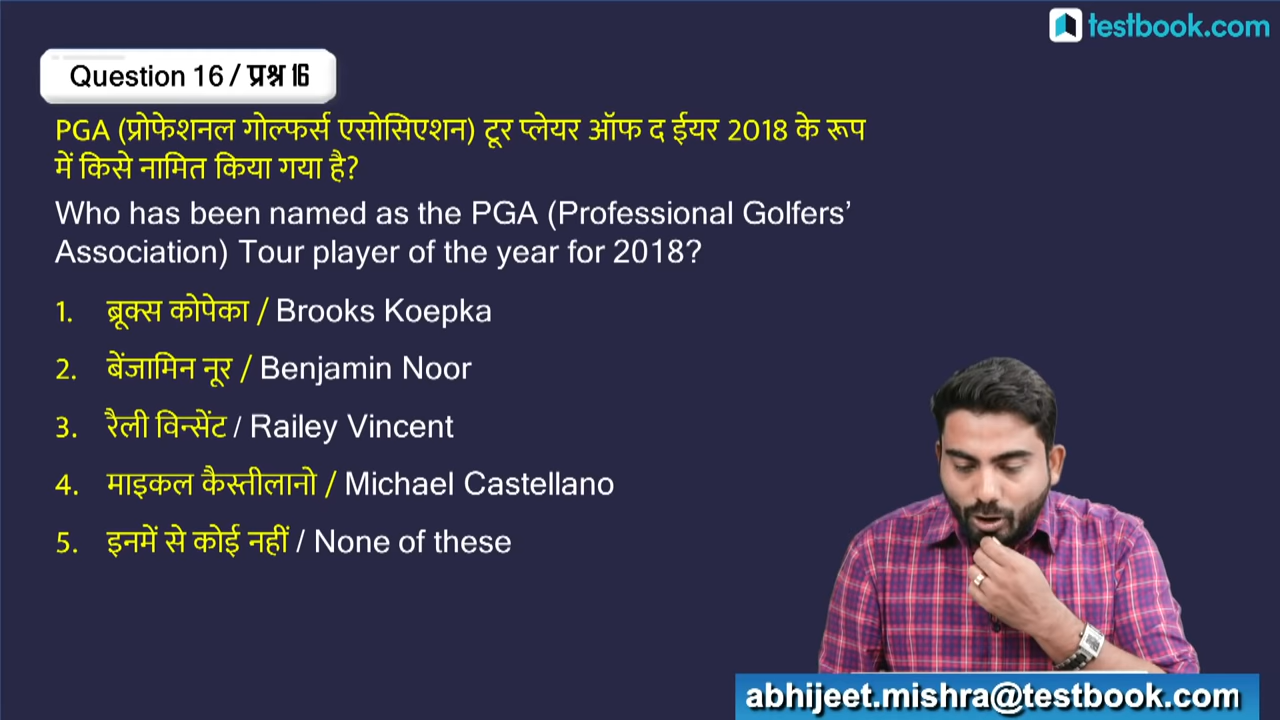 testbook.com
Question 16 / प्रश्न 16
PGA (प्रोफेशनल गोल्फर्स एसोसिएशन) टूर प्लेयर ऑफ द ईयर 2018 के रूप
में किसे नामित किया गया है?
Who has been named as the PGA (Professional Golfers’
Association) Tour player of the year for 2018?
1. ब्रूक्स कोपेका / Brooks Koepka
2. बेंजामिन नूर / Benjamin Noor
3. रैली विन्सेंट / Railey Vincent
4. माइकल कैस्तीलानो / Michael Castellano
5. इनमें से कोई नहीं / None of these
abhijeet.mishra@testbook.com